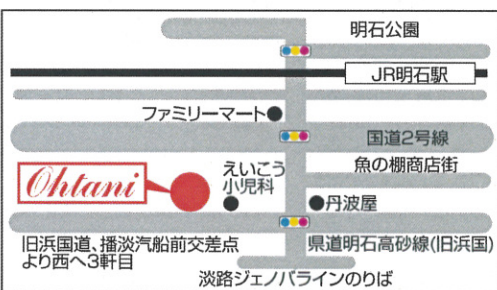 明石公園
JR明石駅
ファミリーマート
国道2号線
魚の棚商店街
えいこう
小児科
Ohtani
丹波屋
旧浜国道、播淡汽船前交差点
より西へ3軒目
県道明石高砂線(旧浜国)
淡路ジェノバラインのりば